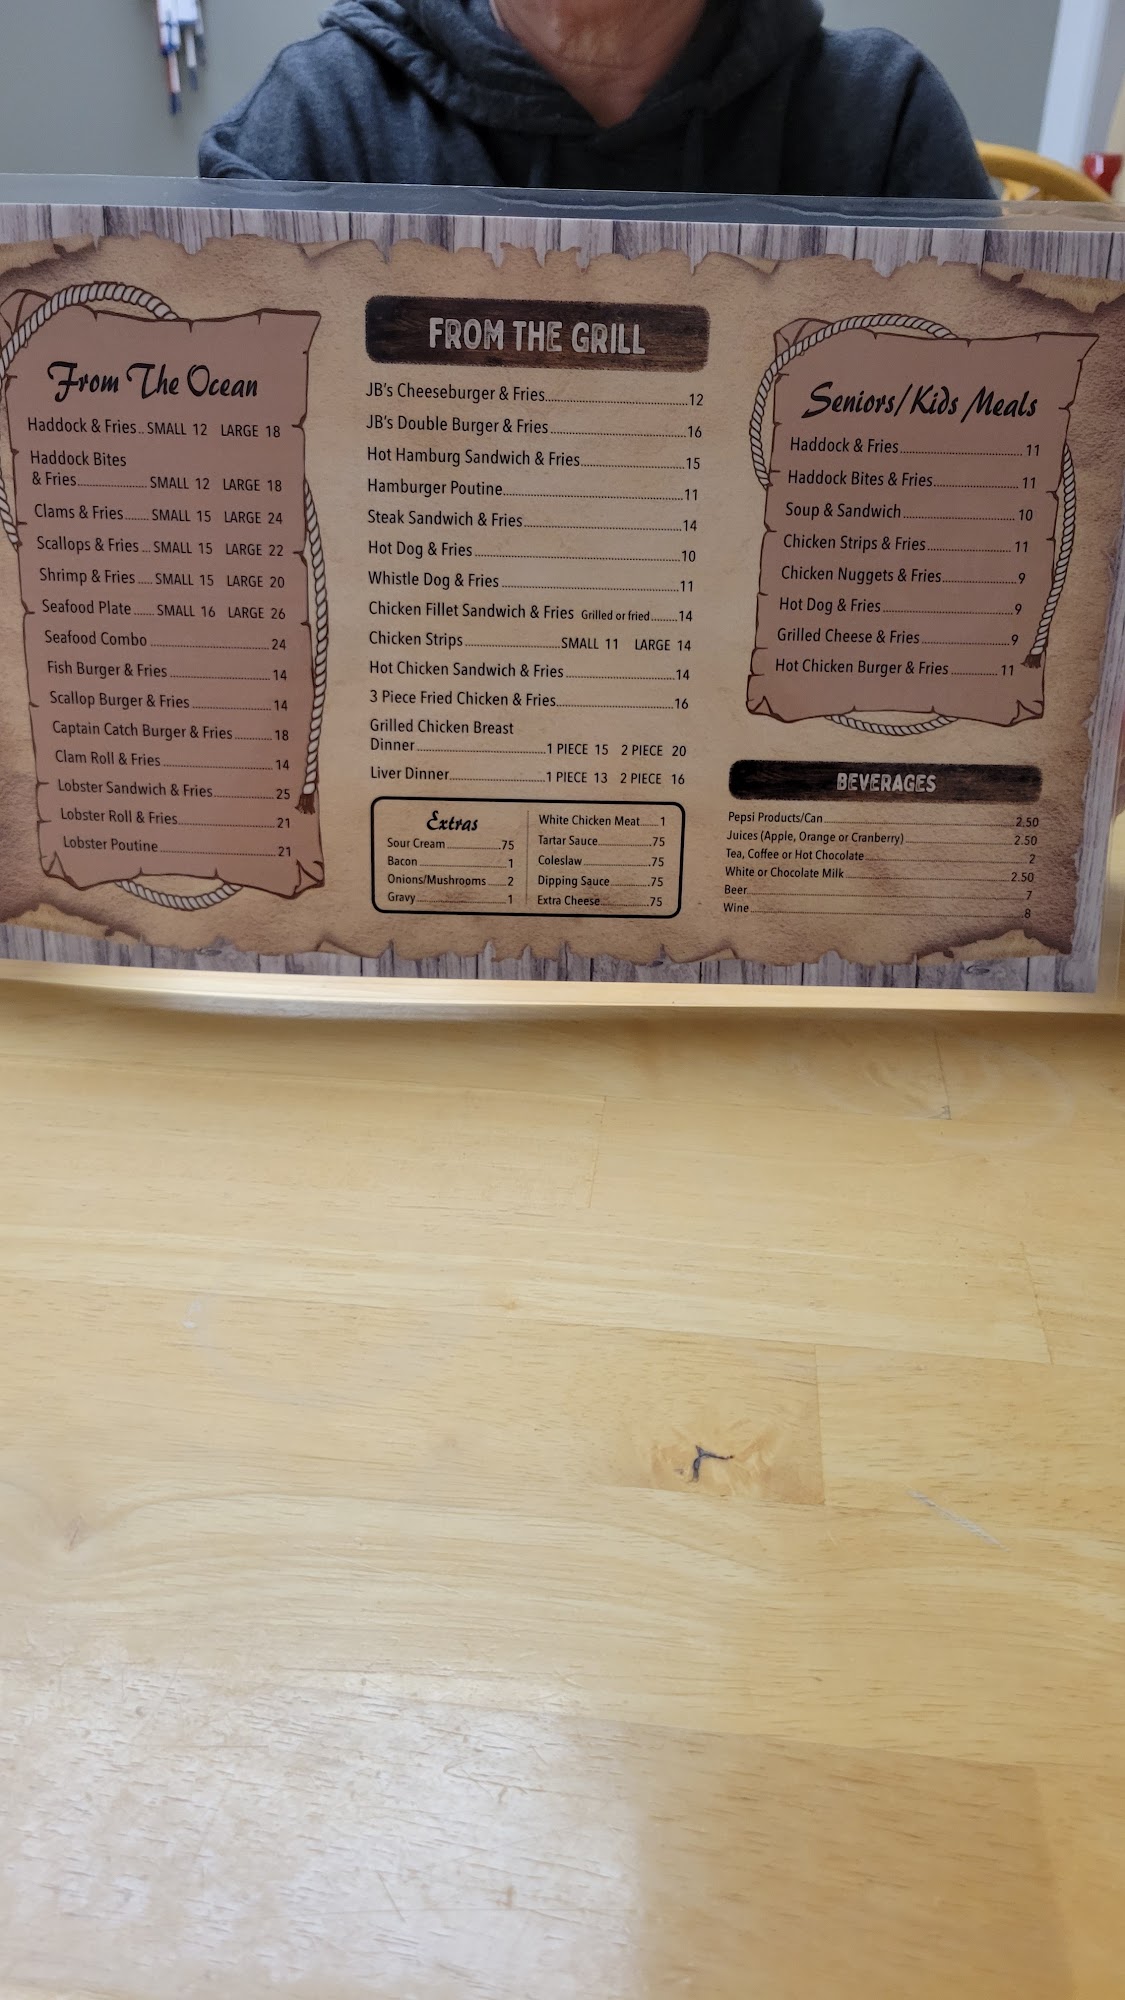 From The Ocean
Haddock & Fries..SMALL 12 LARGE 18
Haddock Bites
& Fries....................SMALL 12 LARGE 18
Clams & Fries.......SMALL 15 LARGE 24
Scallops & Fries...SMALL 15 LARGE 22
Shrimp & Fries.....SMALL 15 LARGE 20
Seafood Plate......SMALL 16 LARGE 26
Seafood Combo....................24
Fish Burger & Fries....................14
Scallop Burger & Fries....................14
Captain Catch Burger & Fries..........18
Clam Roll & Fries....................14
Lobster Sandwich & Fries....................25
Lobster Roll & Fries....................21
Lobster Poutine....................21
FROM THE GRILL
JB's Cheeseburger & Fries....................12
JB's Double Burger & Fries....................16
Hot Hamburg Sandwich & Fries....................15
Hamburger Poutine....................11
Steak Sandwich & Fries....................14
Hot Dog & Fries....................10
Whistle Dog & Fries....................11
Chicken Fillet Sandwich & Fries Grilled or fried.........14
Chicken Strips....................SMALL 11 LARGE 14
Hot Chicken Sandwich & Fries....................14
3 Piece Fried Chicken & Fries....................16
Grilled Chicken Breast
Dinner....................1 PIECE 15 2 PIECE 20
Liver Dinner....................1 PIECE 13 2 PIECE 16
Extras
Sour Cream....................75
Bacon....................1
Onions/Mushrooms......2
Gravy....................1
White Chicken Meat.....1
Tartar Sauce....................75
Coleslaw....................75
Dipping Sauce..........75
Extra Cheese..........75
Seniors/Kids Meals
Haddock & Fries....................11
Haddock Bites & Fries....................11
Soup & Sandwich....................10
Chicken Strips & Fries....................11
Chicken Nuggets & Fries....................9
Hot Dog & Fries....................9
Grilled Cheese & Fries....................9
Hot Chicken Burger & Fries..........11
BEVERAGES
Pepsi Products/Can....................2.50
Juices (Apple, Orange or Cranberry)....................2.50
Tea, Coffee or Hot Chocolate....................2
White or Chocolate Milk....................2.50
Beer....................7
Wine....................8